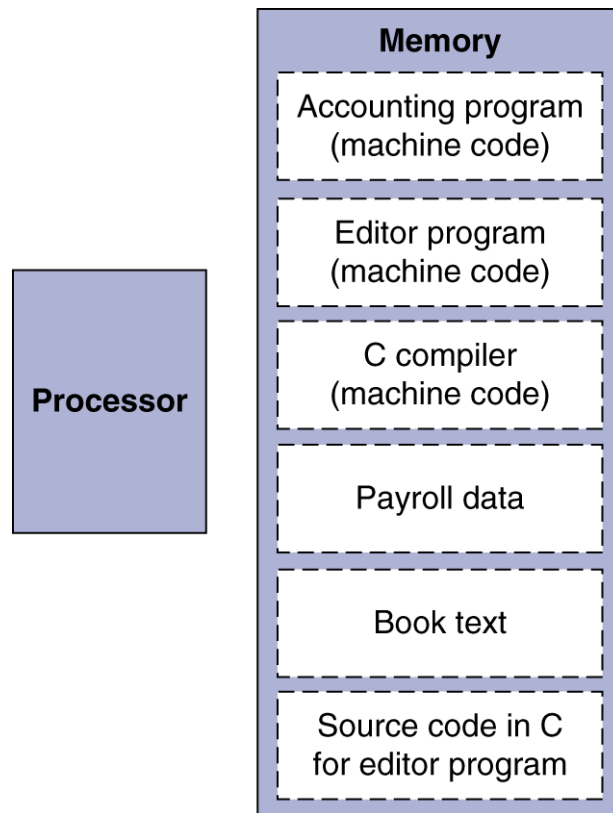 Memory
Accounting program
(machine code)
Editor program
(machine code)
C compiler
(machine code)
Processor
Payroll data
Book text
Source code in C
for editor program